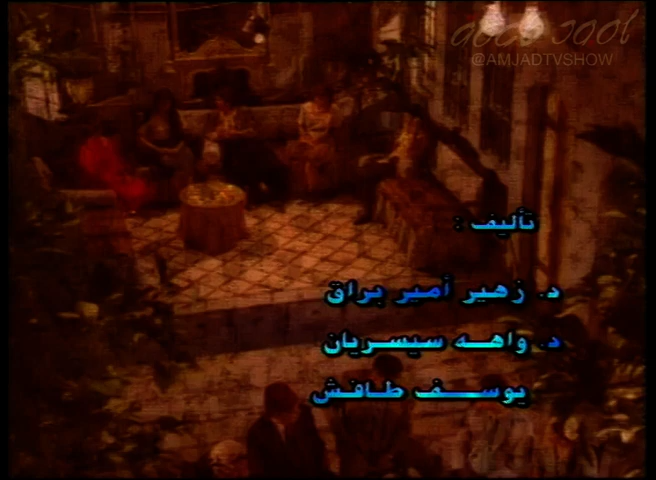 @AMJADTVSHOW
تأليف :
د. زهير أمير براق
د. واهه سيسريان
يوسف طافش